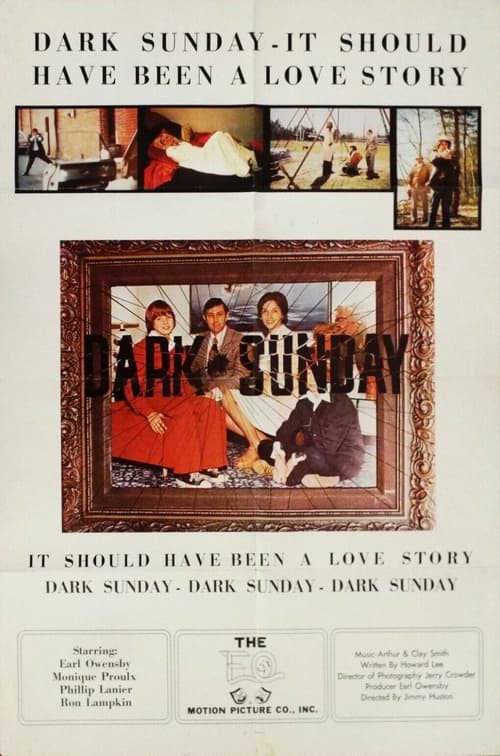 DARK SUNDAY - IT SHOULD
HAVE BEEN A LOVE STORY
DARK SUNDAY
IT SHOULD HAVE BEEN A LOVE STORY
DARK SUNDAY - DARK SUNDAY - DARK SUNDAY
Starring:
Earl Owensby
Monique Proulx
Phillip Lanier
Ron Lampkin
THE
EO
MOTION PICTURE CO., INC.
Music Arthur & Clay Smith
Written By Howard Lee
Director of Photography Jerry Crowder
Producer Earl Owensby
Directed By Jimmy Huston